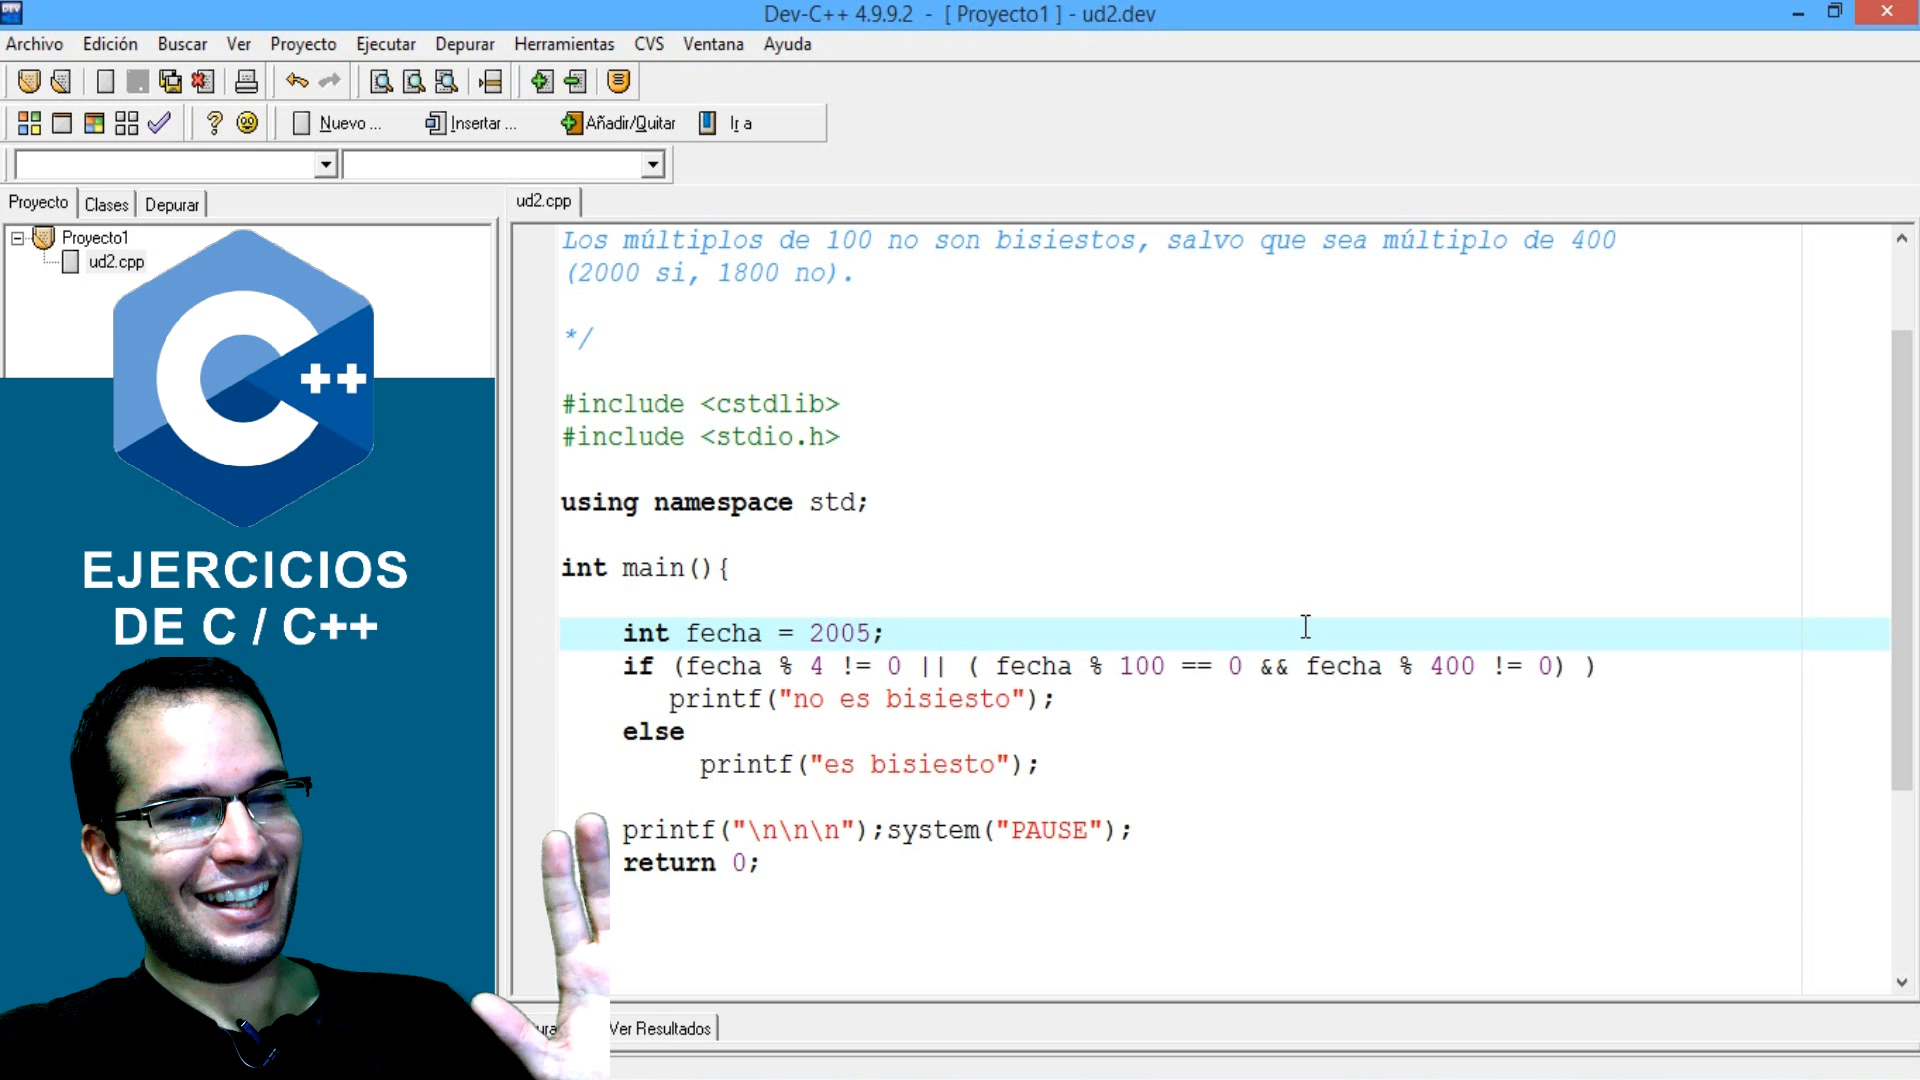 Dev-C++ 4.9.9.2 - [ Proyecto1 ] - ud2.dev
Archivo Edición Buscar Ver Proyecto Ejecutar Depurar Herramientas CVS Ventana Ayuda
Nuevo ... Insertar ... Añadir/Quitar Ir a
Proyecto Clases Depurar
ud2.cpp
Proyecto1
ud2.cpp
C++
EJERCICIOS
DE C / C++
Los múltiplos de 100 no son bisiestos, salvo que sea múltiplo de 400
(2000 si, 1800 no).
*/
#include <cstdlib>
#include <stdio.h>
using namespace std;
int main(){
int fecha = 2005;
if (fecha % 4 != 0 || ( fecha % 100 == 0 && fecha % 400 != 0) )
printf("no es bisiesto");
else
printf("es bisiesto");
printf("\n\n\n");system("PAUSE");
return 0;
Ver Resultados